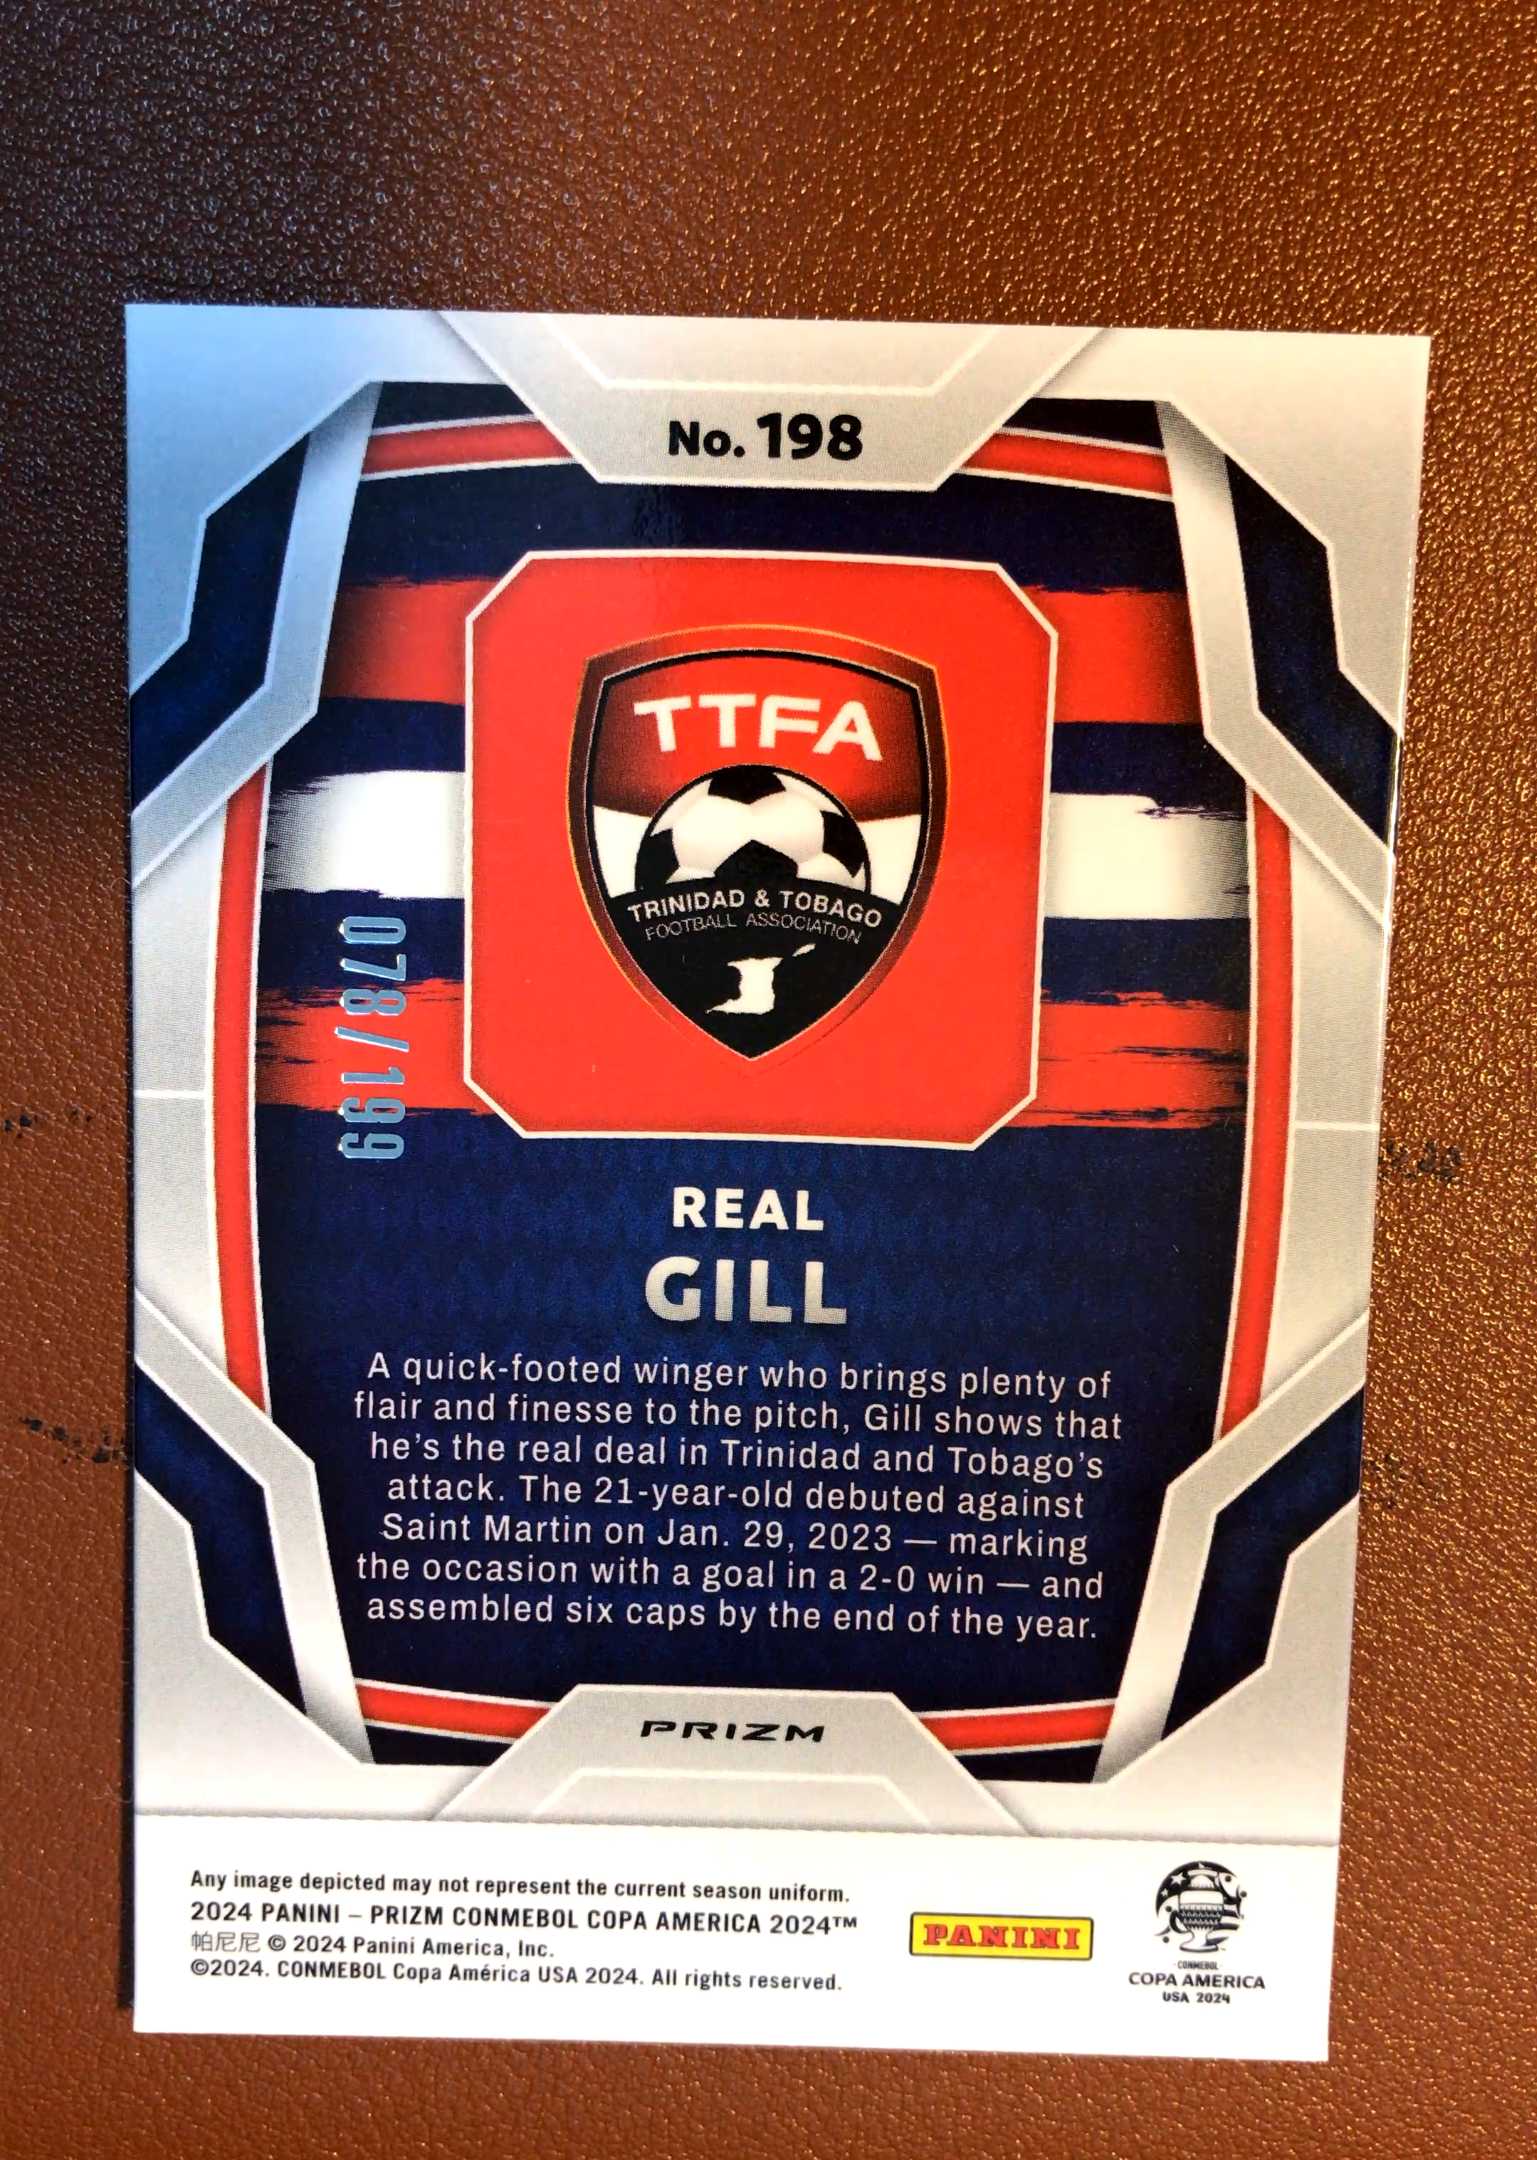 No. 198
TTFA
TRINIDAD & TOBAGO
FOOTBALL ASSOCIATION
078/199
REAL
GILL
A quick-footed winger who brings plenty of
flair and finesse to the pitch, Gill shows that
he's the real deal in Trinidad and Tobago's
attack. The 21-year-old debuted against
Saint Martin on Jan. 29, 2023 — marking
the occasion with a goal in a 2-0 win — and
assembled six caps by the end of the year.
PRIZM
Any image depicted may not represent the current season uniform.
2024 PANINI – PRIZM CONMEBOL COPA AMERICA 2024™
帕尼尼 © 2024 Panini America, Inc.
©2024. CONMEBOL Copa América USA 2024. All rights reserved.
PANINI
CONMEBOL
COPA AMERICA
USA 2024